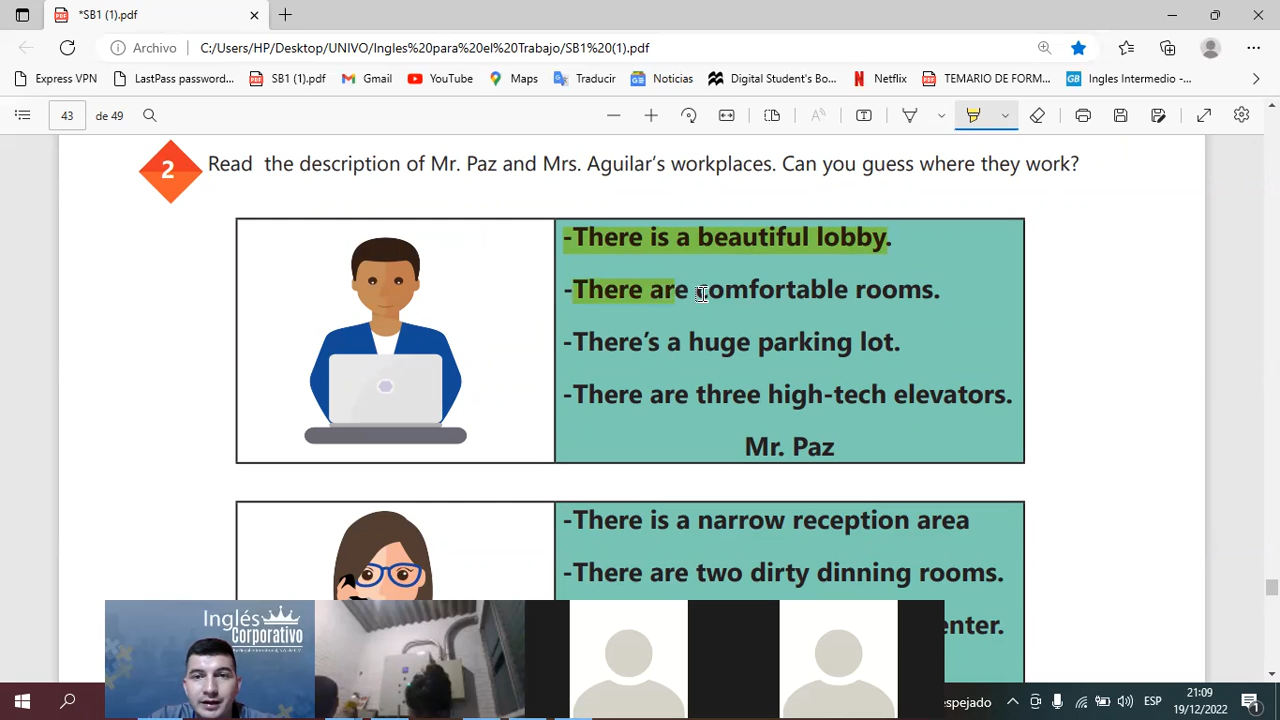 *SB1 (1).pdf
Archivo
C:/Users/HP/Desktop/UNIVO/Ingles%20para%20el%20Trabajo/SB1%20(1).pdf
Express VPN
LastPass password...
SB1 (1).pdf
Gmail
YouTube
Maps
Traducir
Noticias
Digital Student's Bo...
Netflix
TEMARIO DE FORM...
Ingles Intermedio -...
43
de 49
2
Read the description of Mr. Paz and Mrs. Aguilar's workplaces. Can you guess where they work?
-There is a beautiful lobby.
-There are comfortable rooms.
-There's a huge parking lot.
-There are three high-tech elevators.
Mr. Paz
-There is a narrow reception area
-There are two dirty dinning rooms.
enter.
Inglés
Corporativo
espejado
ESP
21:09
19/12/2022